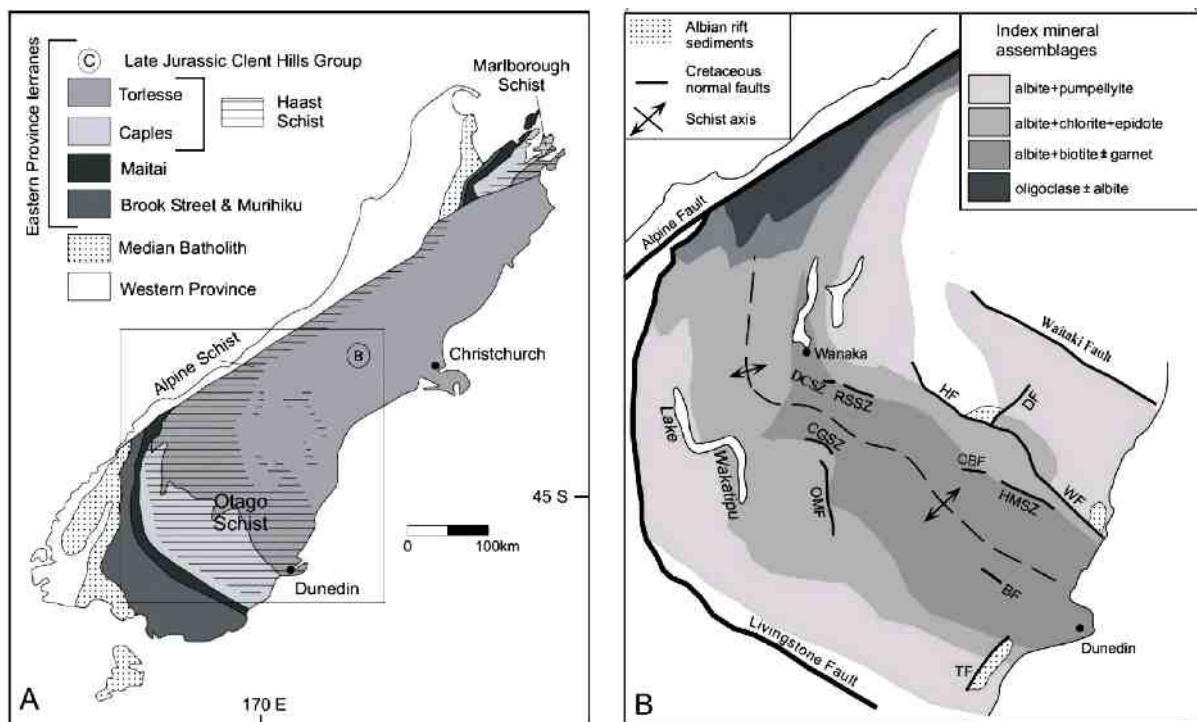 Eastern Province terranes
C Late Jurassic Clent Hills Group
Torlesse
Caples
Haast
Schist
Maitai
Brook Street & Murihiku
Median Batholith
Western Province
Marlborough
Schist
Alpine Schist
B
Christchurch
Otago
Schist
45 S
0 100km
Dunedin
A
170 E
Albian rift
sediments
Cretaceous
normal faults
Schist axis
Index mineral
assemblages
albite+pumpellyite
albite+chlorite+epidote
albite+biotite ± garnet
oligoclase ± albite
Alpine Fault
Waitaki Fault
Wanaka
DCSZ
RSSZ
HF
DF
Lake
Wakatipu
CGSZ
OMF
HMSZ
WF
BF
Livingstone Fault
TF
Dunedin
B